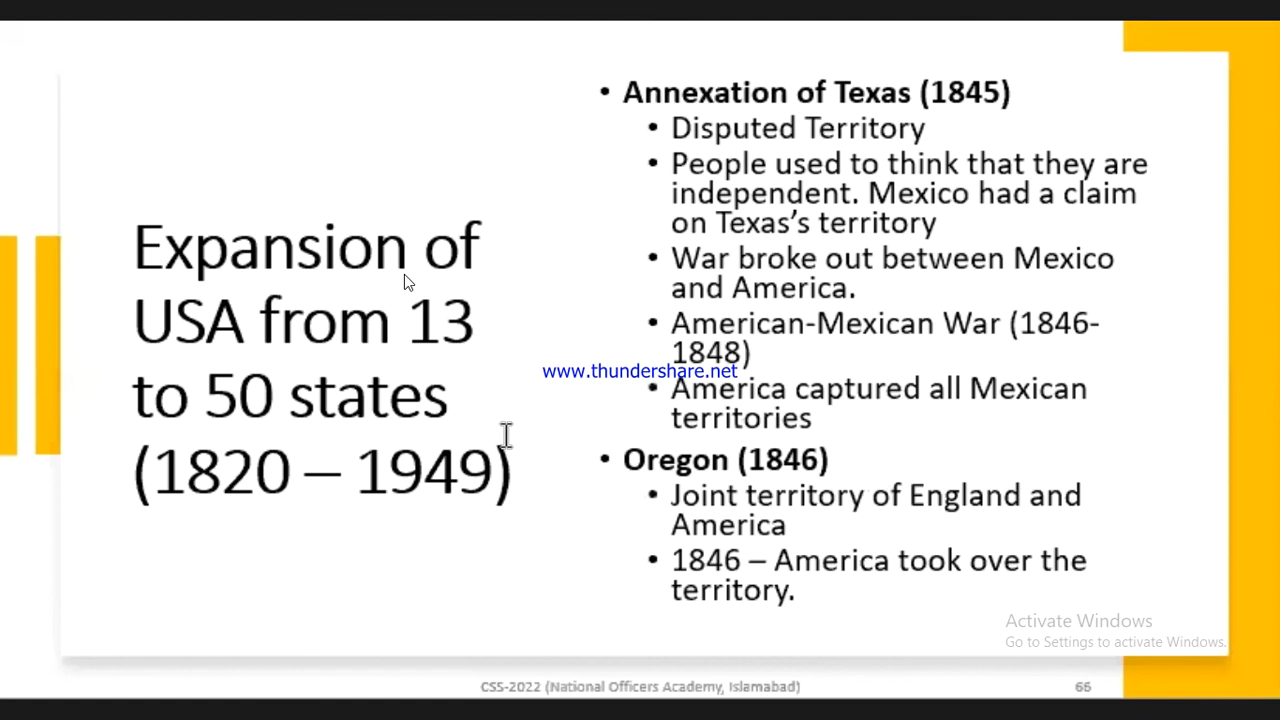 Expansion of
USA from 13
to 50 states
(1820 – 1949)
• Annexation of Texas (1845)
• Disputed Territory
• People used to think that they are
independent. Mexico had a claim
on Texas's territory
• War broke out between Mexico
and America.
• American-Mexican War (1846-
1848)
www.thundershare.net
• America captured all Mexican
territories
• Oregon (1846)
• Joint territory of England and
America
• 1846 – America took over the
territory.
Activate Windows
Go to Settings to activate Windows.
CSS-2022 (National Officers Academy, Islamabad)
66